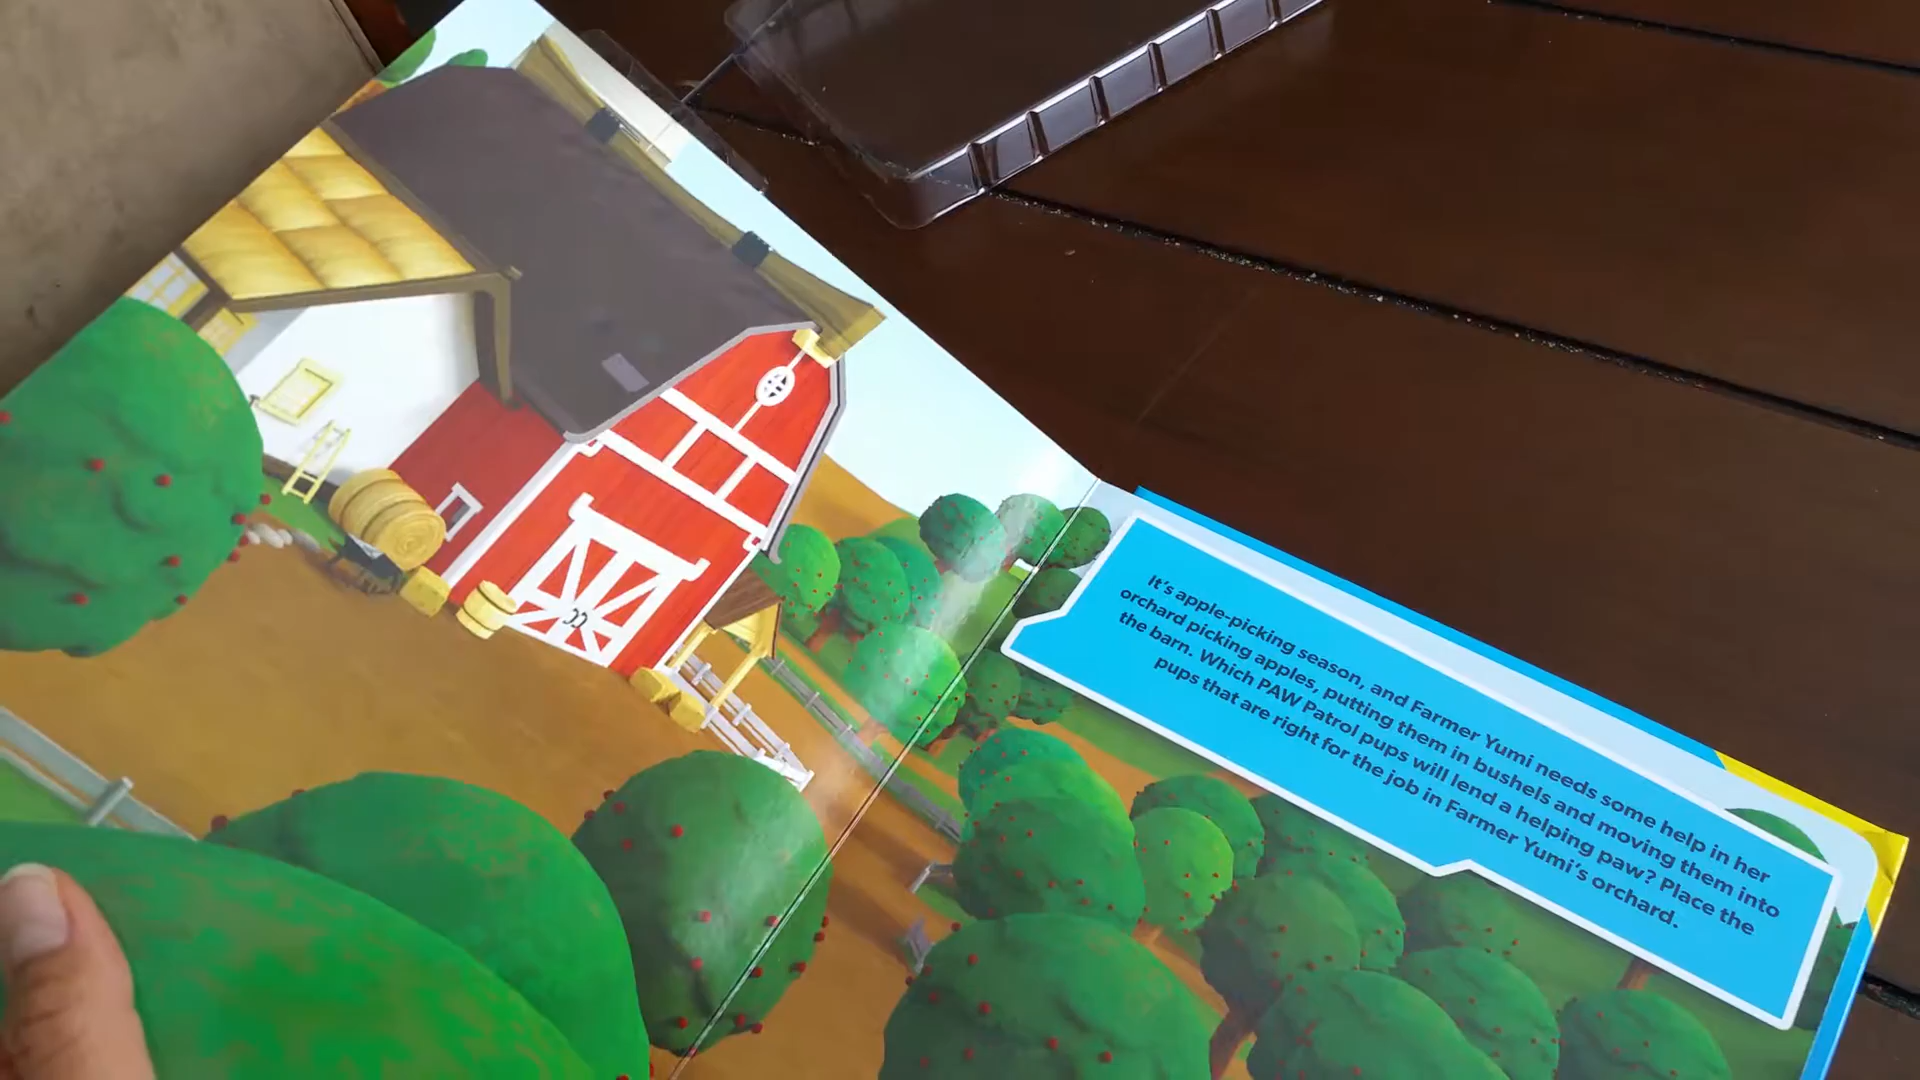 It's apple-picking season, and Farmer Yumi needs some help in her
orchard picking apples, putting them in bushels and moving them into
the barn. Which PAW Patrol pups will lend a helping paw? Place the
pups that are right for the job in Farmer Yumi's orchard.